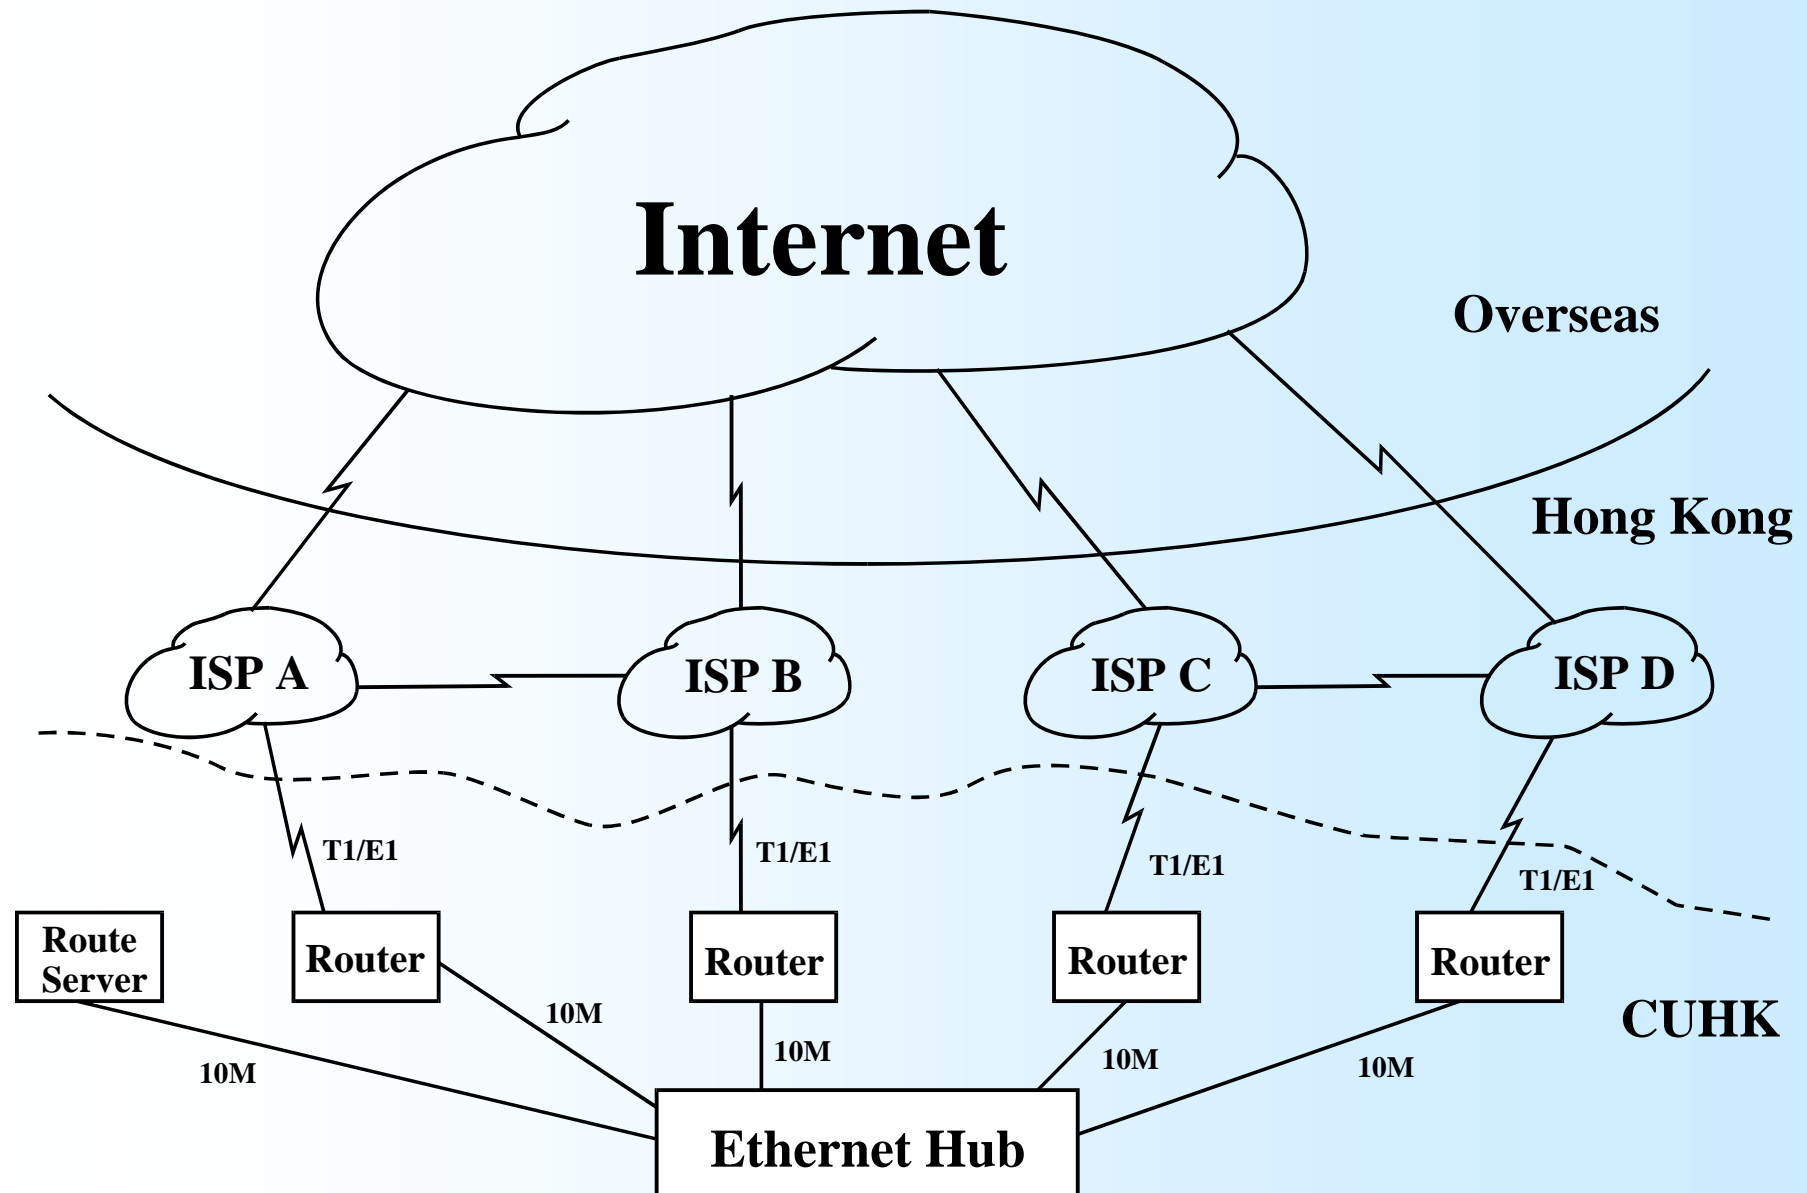 Internet
Overseas
Hong Kong
ISP A
ISP B
ISP C
ISP D
T1/E1
T1/E1
T1/E1
T1/E1
Route
Server
Router
Router
Router
Router
10M
10M
10M
10M
10M
CUHK
Ethernet Hub